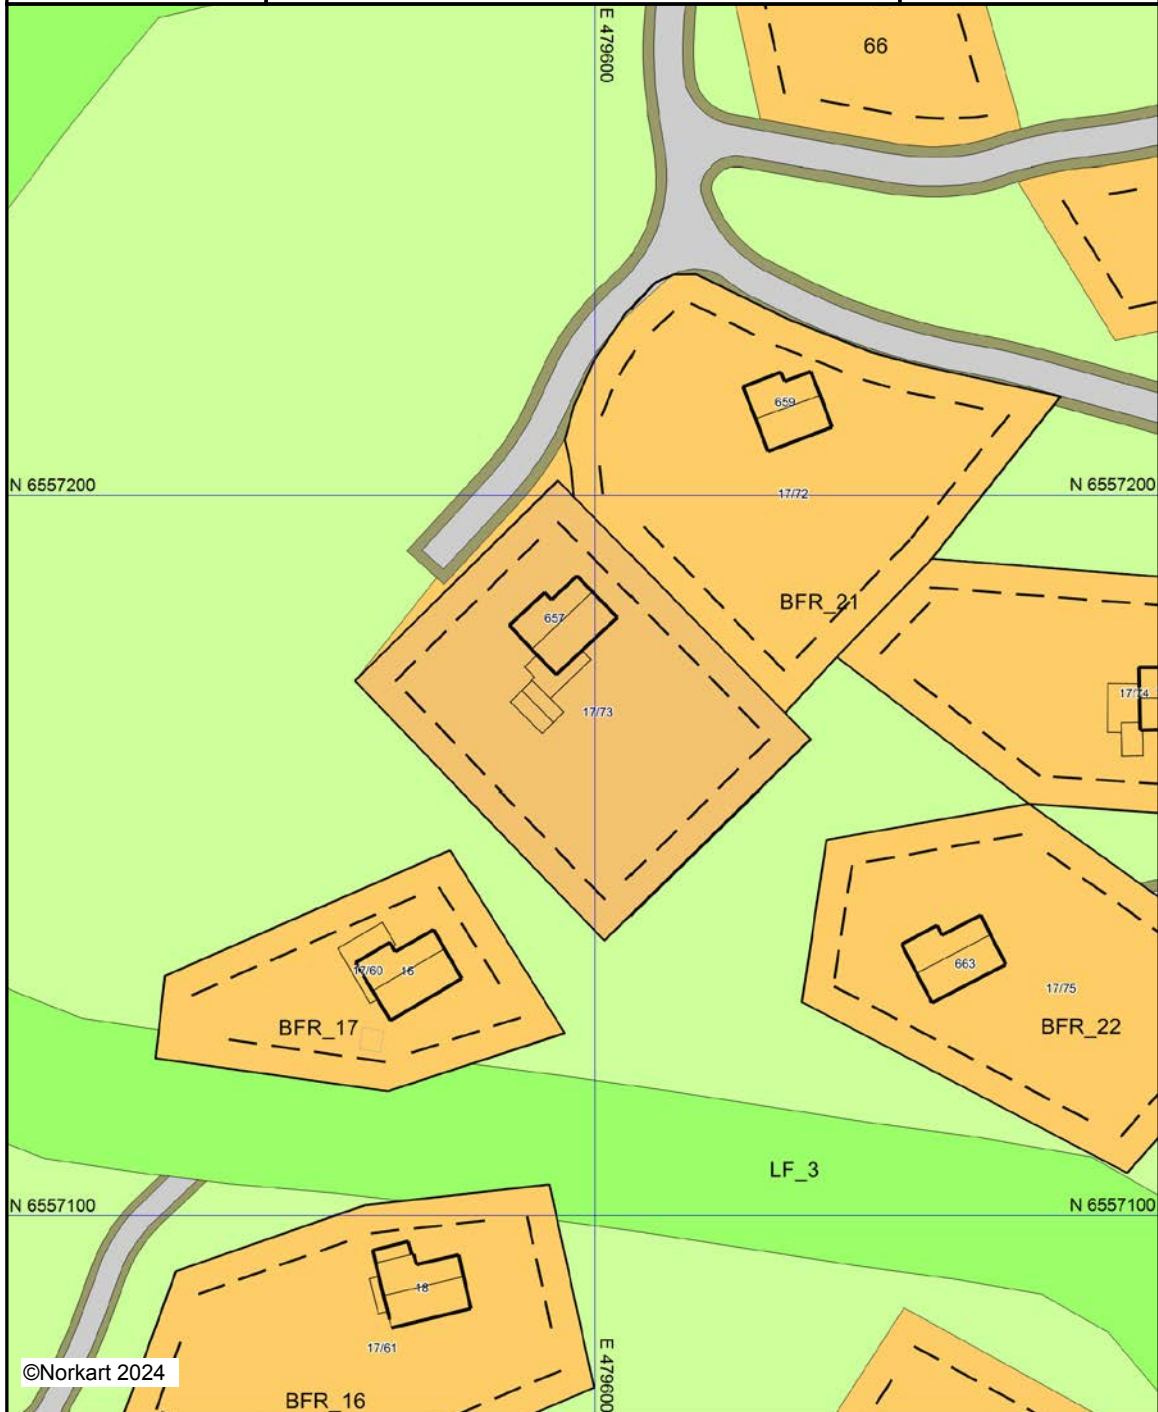 E 479600
66
659
N 6557200
17/72
N 6557200
BFR_21
657
17/73
17/74
17/60
16
663
17/75
BFR_17
BFR_22
LF_3
N 6557100
N 6557100
18
17/61
E 479600
©Norkart 2024
BFR_16